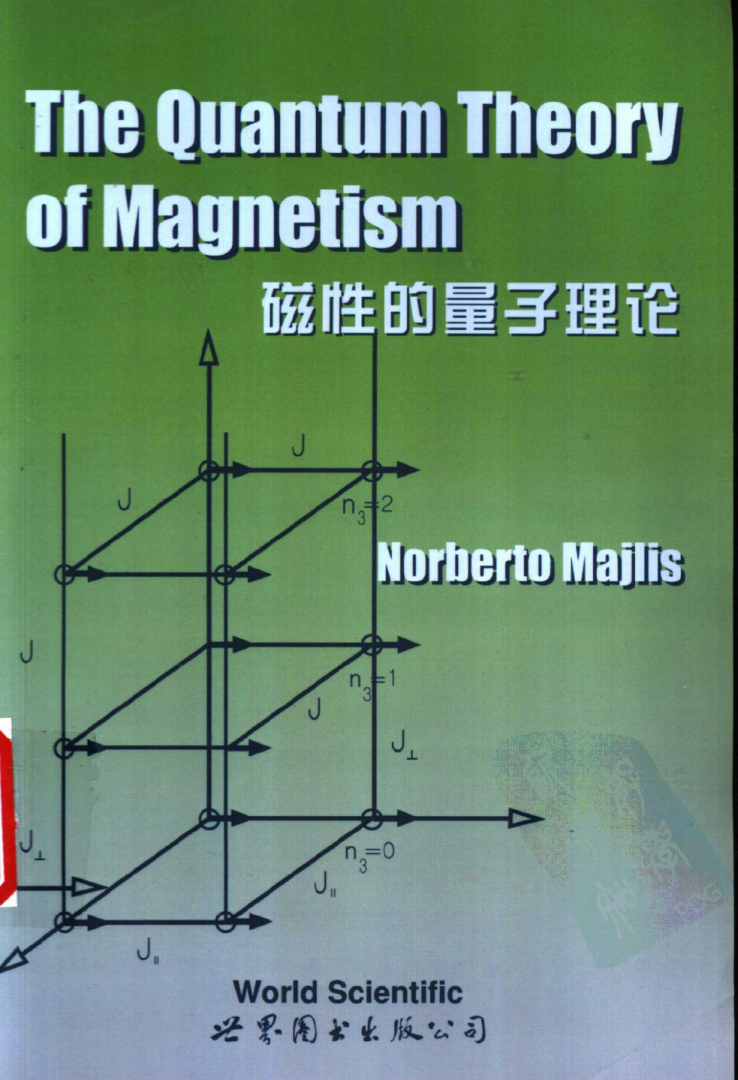 The Quantum Theory
of Magnetism
磁性的量子理论
J
J
n₃=2
Norberto Majlis
J
n₃=1
J
J⊥
J⊥
n₃=0
J∥
J∥
World Scientific
世界图书出版公司
PDG